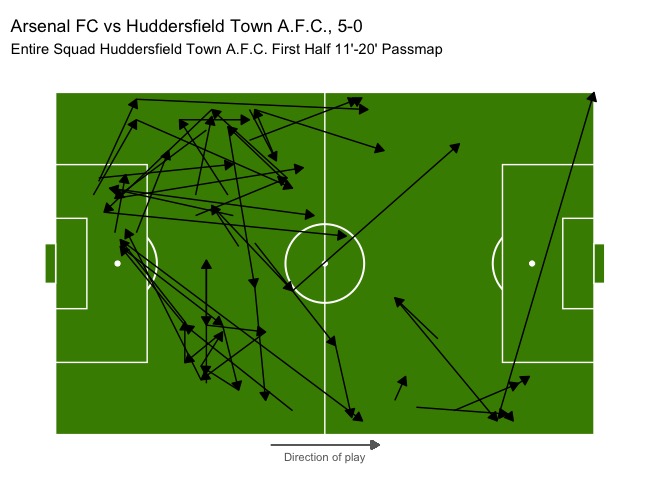 Arsenal FC vs Huddersfield Town A.F.C., 5-0
Entire Squad Huddersfield Town A.F.C. First Half 11'-20' Passmap
Direction of play